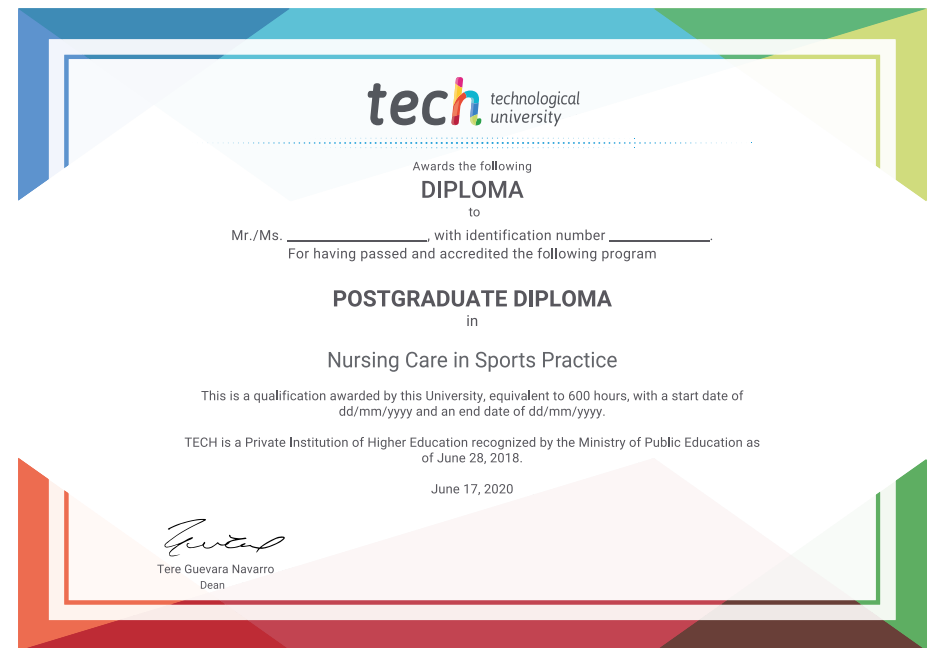 tech technological
university
Awards the following
DIPLOMA
to
Mr./Ms. ____________________, with identification number ______________.
For having passed and accredited the following program
POSTGRADUATE DIPLOMA
in
Nursing Care in Sports Practice
This is a qualification awarded by this University, equivalent to 600 hours, with a start date of
dd/mm/yyyy and an end date of dd/mm/yyyy.
TECH is a Private Institution of Higher Education recognized by the Ministry of Public Education as
of June 28, 2018.
June 17, 2020
Tere Guevara Navarro
Dean